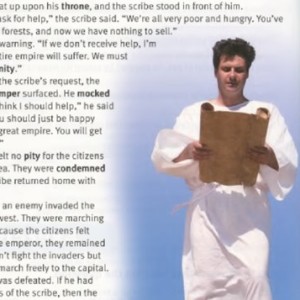 at up upon his throne, and the scribe stood in front of him.
ask for help,” the scribe said. “We’re all very poor and hungry. You’ve
forests, and now we have nothing to sell.”
warning. “If we don’t receive help, I’m
tire empire will suffer. We must
nity.”
the scribe’s request, the
mper surfaced. He mocked
think I should help,” he said
ou should just be happy
great empire. You will get
”
elt no pity for the citizens
ea. They were condemned
ibe returned home with
an enemy invaded the
west. They were marching
cause the citizens felt
e emperor, they remained
n’t fight the invaders but
march freely to the capital.
was defeated. If he had
s of the scribe, then the